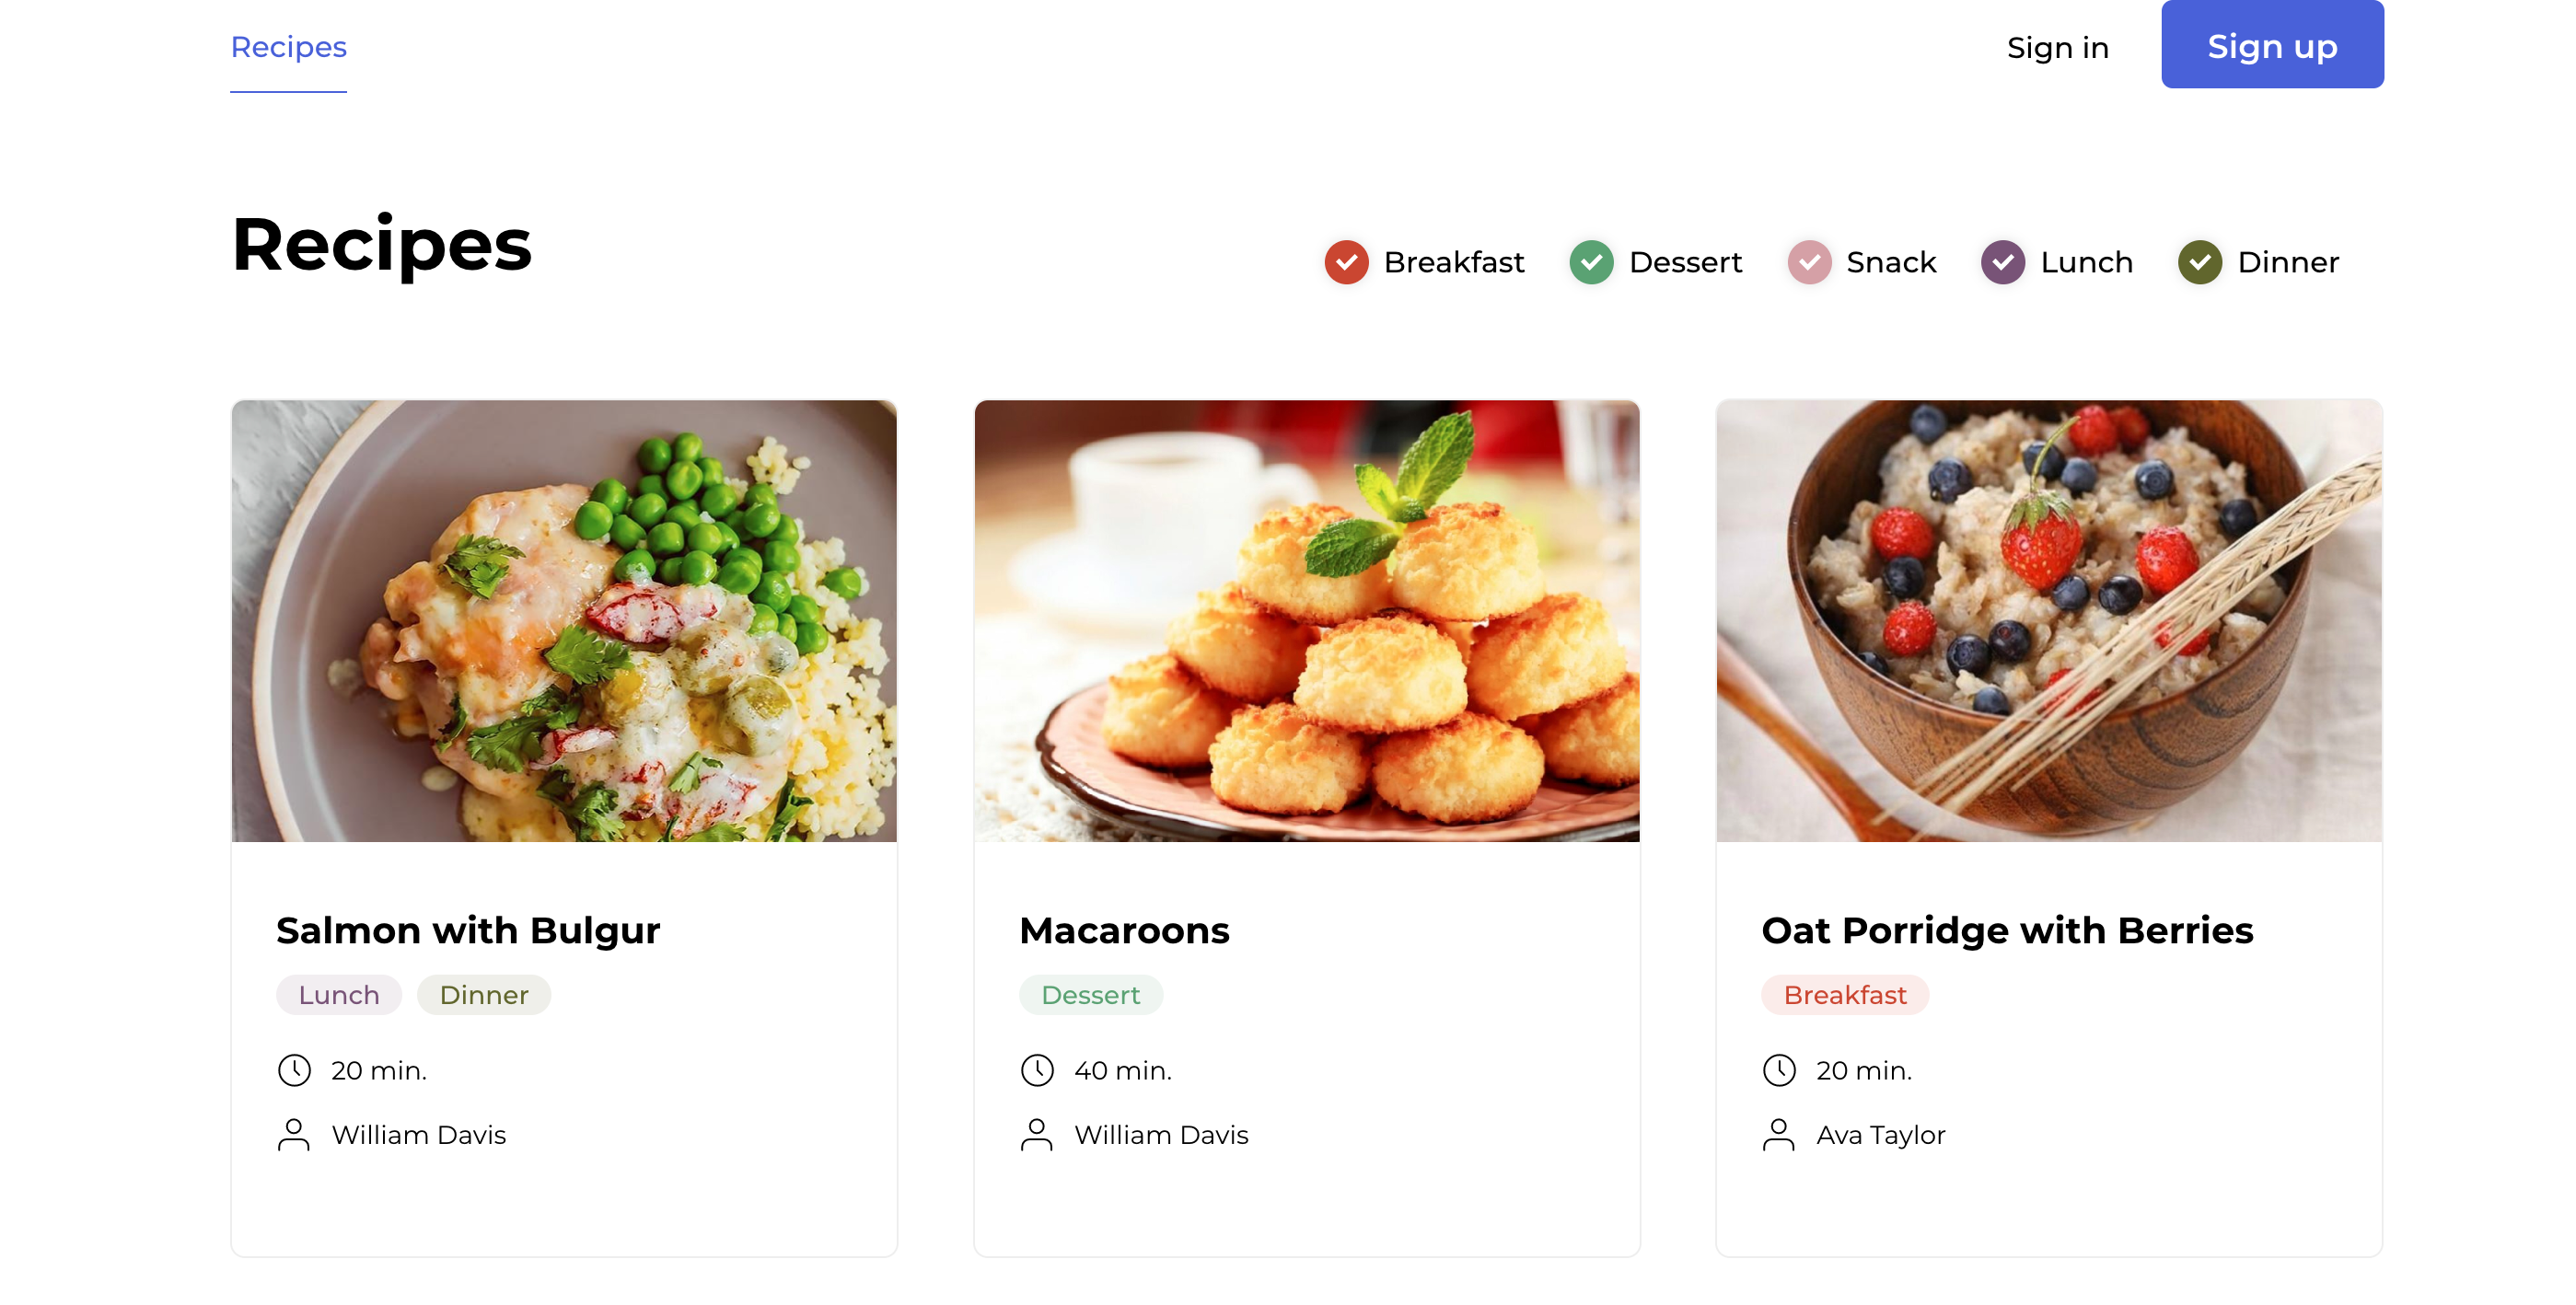 Recipes
Sign in
Sign up
Recipes
Breakfast
Dessert
Snack
Lunch
Dinner
Salmon with Bulgur
Lunch
Dinner
20 min.
William Davis
Macaroons
Dessert
40 min.
William Davis
Oat Porridge with Berries
Breakfast
20 min.
Ava Taylor